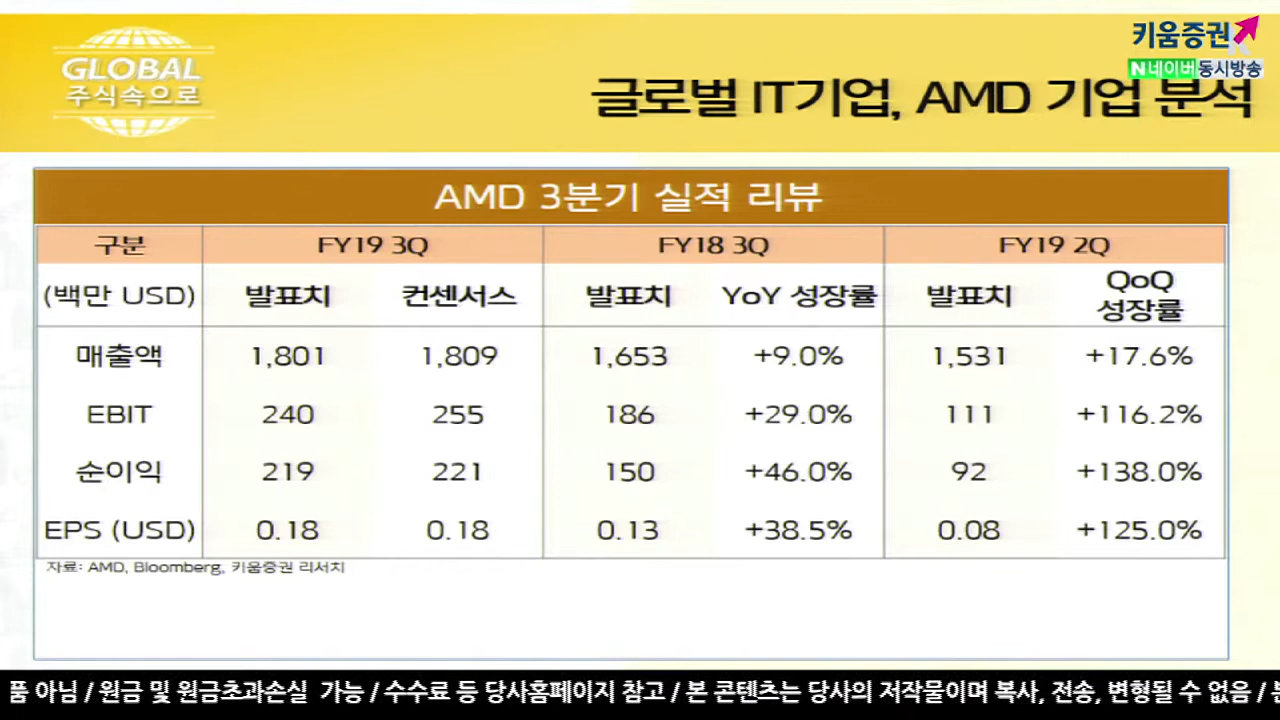 키움증권
N 네이버 동시방송
GLOBAL
주식속으로
글로벌 IT기업, AMD 기업 분석
AMD 3분기 실적 리뷰
구분 FY19 3Q FY18 3Q FY19 2Q
(백만 USD) 발표치 컨센서스 발표치 YoY 성장률 발표치 QoQ
성장률
매출액 1,801 1,809 1,653 +9.0% 1,531 +17.6%
EBIT 240 255 186 +29.0% 111 +116.2%
순이익 219 221 150 +46.0% 92 +138.0%
EPS (USD) 0.18 0.18 0.13 +38.5% 0.08 +125.0%
자료: AMD, Bloomberg, 키움증권 리서치
품 아님 / 원금 및 원금초과손실 가능 / 수수료 등 당사홈페이지 참고 / 본 콘텐츠는 당사의 저작물이며 복사, 전송, 변형될 수 없음 /